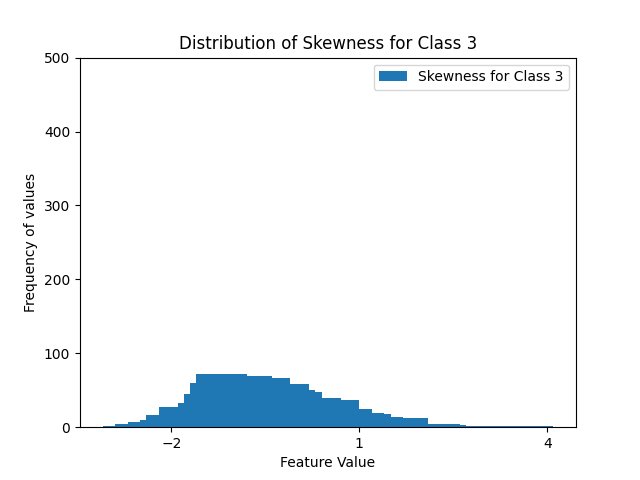 Distribution of Skewness for Class 3
500
Skewness for Class 3
400
300
200
100
0
Frequency of values
−2
1
4
Feature Value